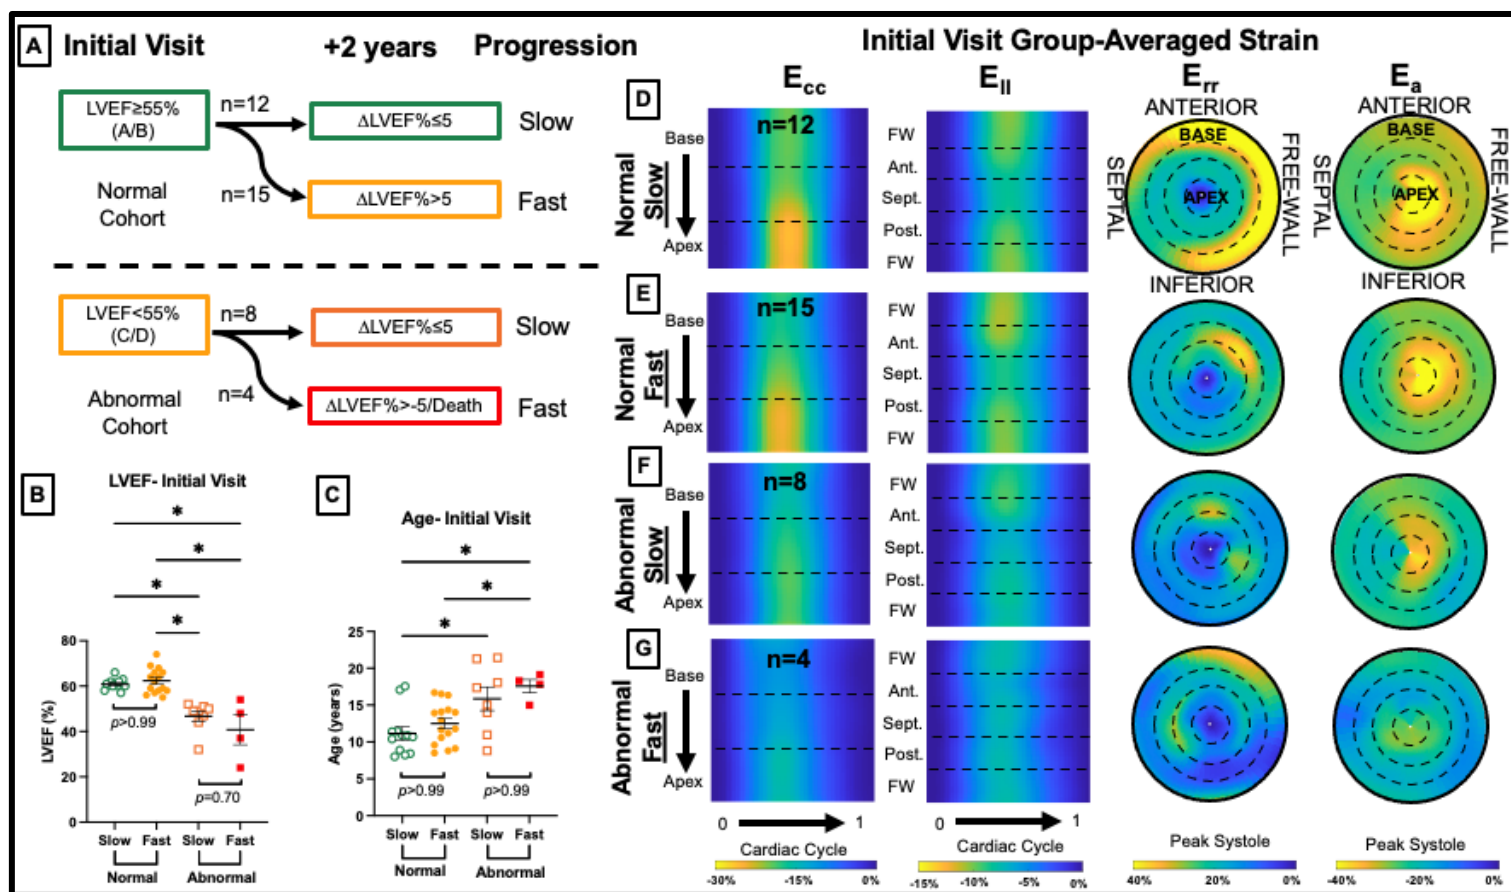 A
Initial Visit
+2 years
Progression
LVEF≥55%
(A/B)
n=12
ΔLVEF%≤5
Slow
Normal
Cohort
n=15
ΔLVEF%>5
Fast
LVEF<55%
(C/D)
n=8
ΔLVEF%≤5
Slow
Abnormal
Cohort
n=4
ΔLVEF%>-5/Death
Fast
B
LVEF- Initial Visit
*
*
*
*
LVEF (%)
80
60
40
20
0
p>0.99
p=0.70
Slow
Fast
Slow
Fast
Normal
Abnormal
C
Age- Initial Visit
*
*
*
Age (years)
25
20
15
10
5
0
p>0.99
p>0.99
Slow
Fast
Slow
Fast
Normal
Abnormal
Initial Visit Group-Averaged Strain
Ecc
Ell
Err
Ea
D
Normal
Slow
Base
Apex
n=12
FW
Ant.
Sept.
Post.
FW
ANTERIOR
BASE
APEX
SEPTAL
FREE-WALL
INFERIOR
ANTERIOR
BASE
APEX
SEPTAL
FREE-WALL
INFERIOR
E
Normal
Fast
Base
Apex
n=15
FW
Ant.
Sept.
Post.
FW
F
Abnormal
Slow
Base
Apex
n=8
FW
Ant.
Sept.
Post.
FW
G
Abnormal
Fast
Base
Apex
n=4
FW
Ant.
Sept.
Post.
FW
0
1
Cardiac Cycle
-30%
-15%
0%
0
1
Cardiac Cycle
-15%
-10%
-5%
0%
Peak Systole
40%
20%
0%
Peak Systole
-40%
-20%
0%